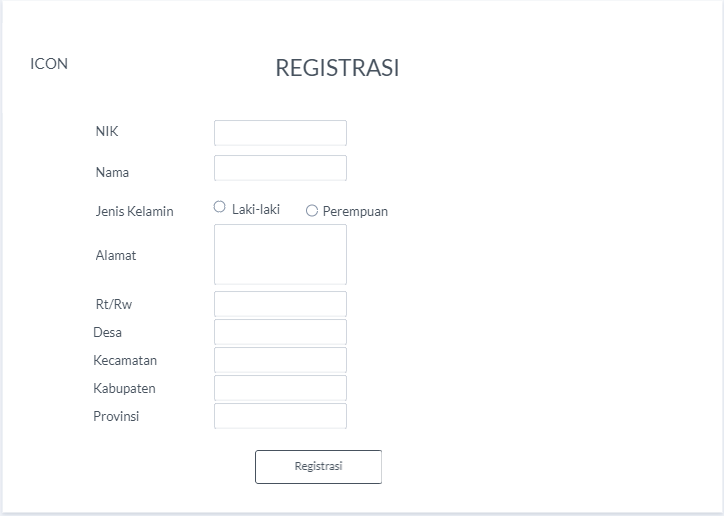 ICON
REGISTRASI
NIK
Nama
Jenis Kelamin Laki-laki Perempuan
Alamat
Rt/Rw
Desa
Kecamatan
Kabupaten
Provinsi
Registrasi